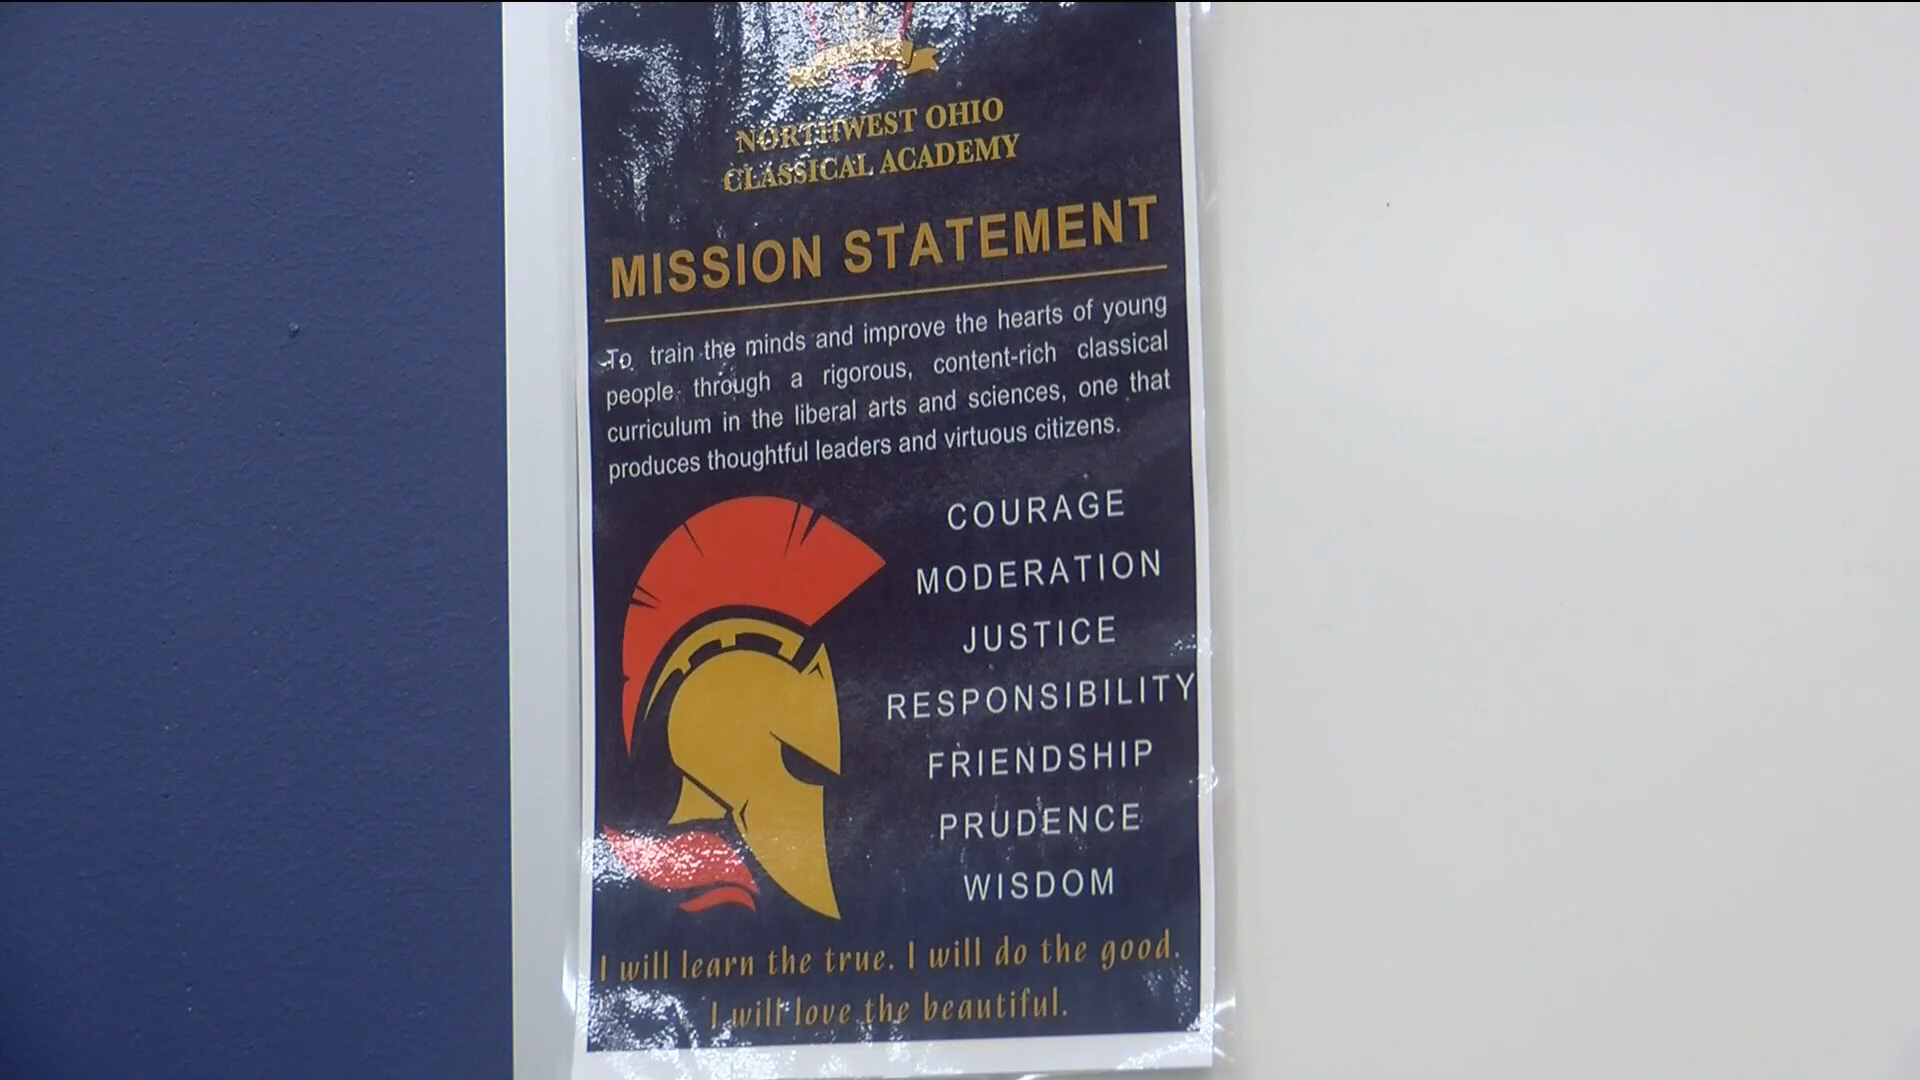 NORTHWEST OHIO
CLASSICAL ACADEMY
MISSION STATEMENT
To train the minds and improve the hearts of young
people through a rigorous, content-rich classical
curriculum in the liberal arts and sciences, one that
produces thoughtful leaders and virtuous citizens.
COURAGE
MODERATION
JUSTICE
RESPONSIBILITY
FRIENDSHIP
PRUDENCE
WISDOM
I will learn the true. I will do the good.
I will love the beautiful.